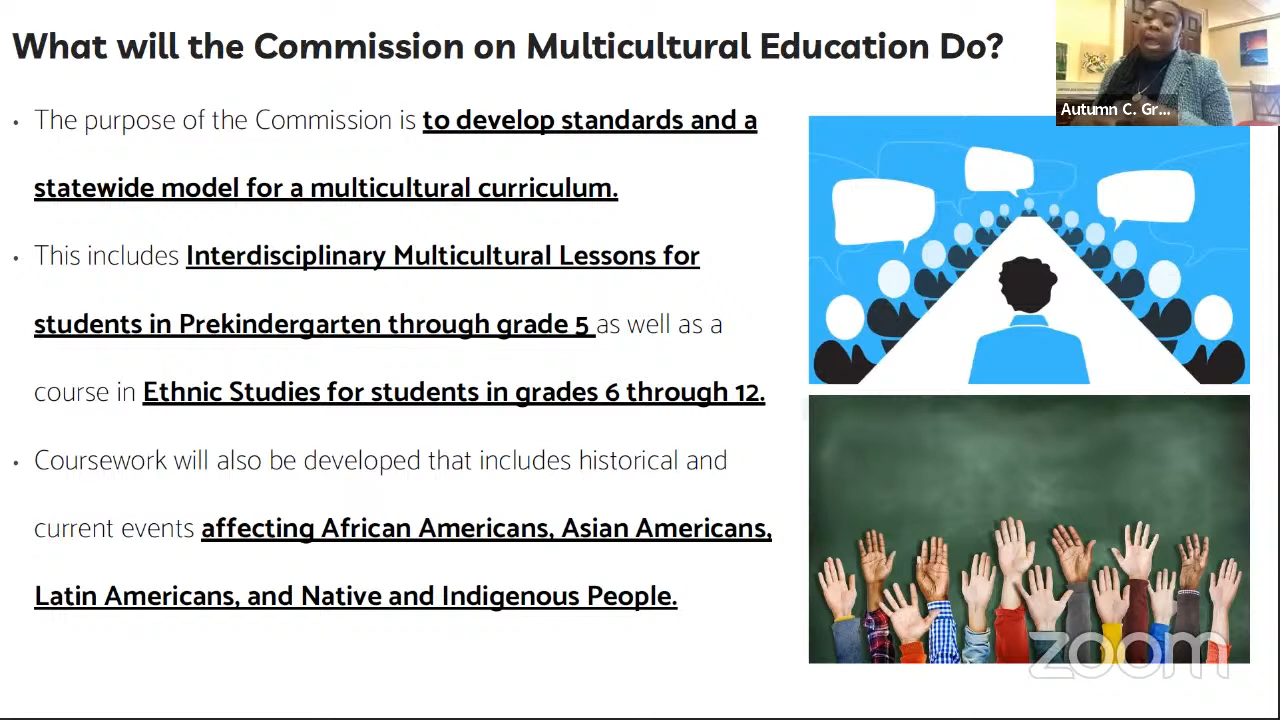 What will the Commission on Multicultural Education Do?
Autumn C. Gr...
• The purpose of the Commission is to develop standards and a
statewide model for a multicultural curriculum.
• This includes Interdisciplinary Multicultural Lessons for
students in Prekindergarten through grade 5 as well as a
course in Ethnic Studies for students in grades 6 through 12.
• Coursework will also be developed that includes historical and
current events affecting African Americans, Asian Americans,
Latin Americans, and Native and Indigenous People.
zoom